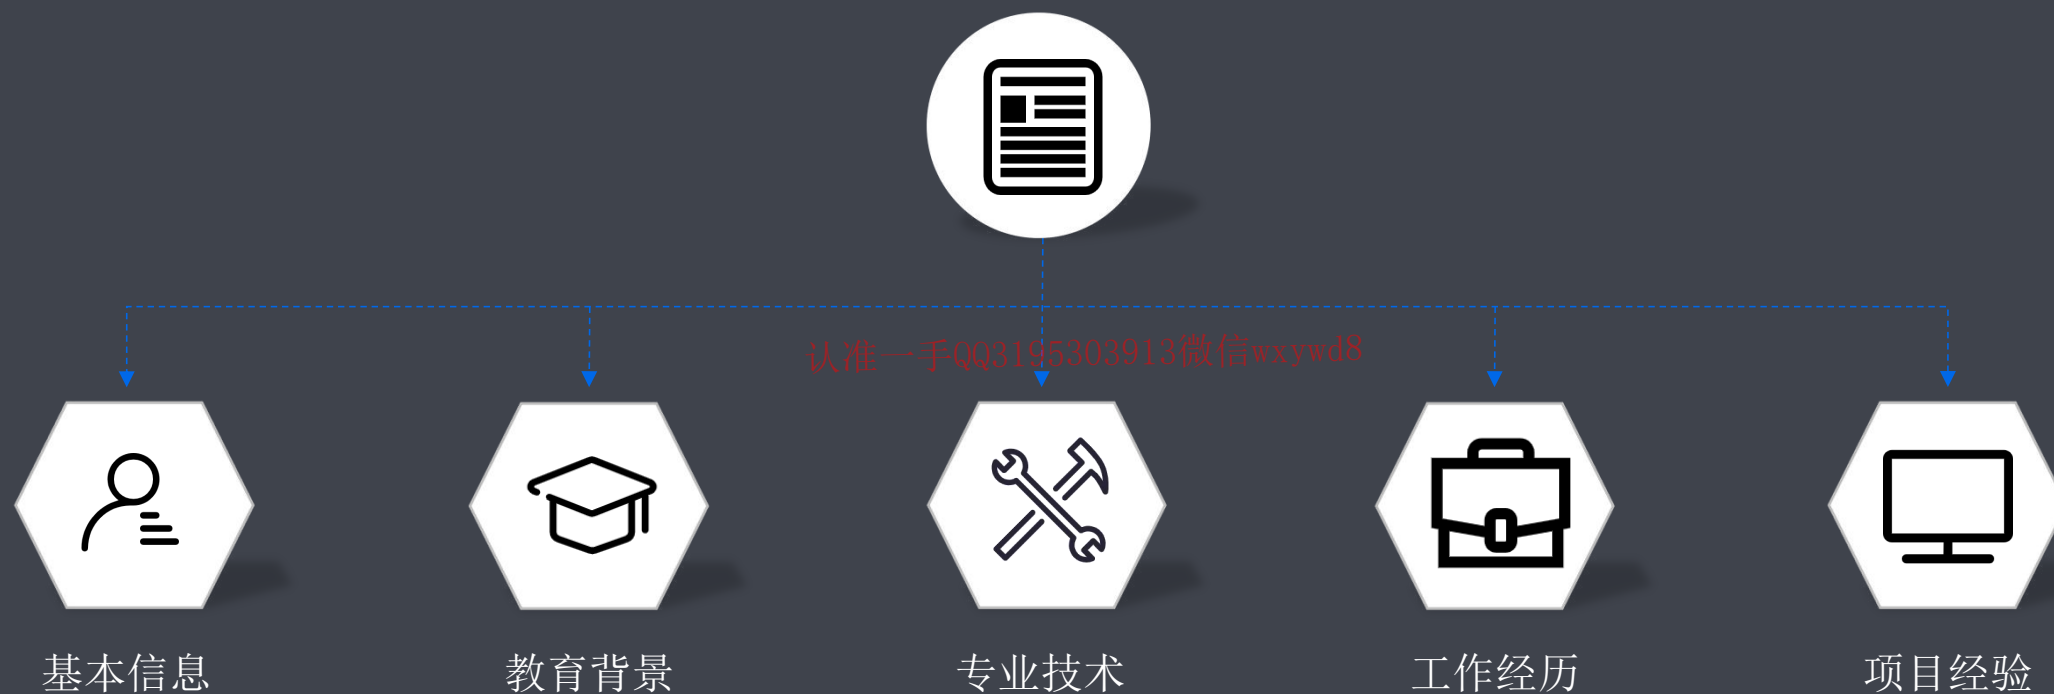 认准一手QQ3195303913微信wxywd8
基本信息
教育背景
专业技术
工作经历
项目经验